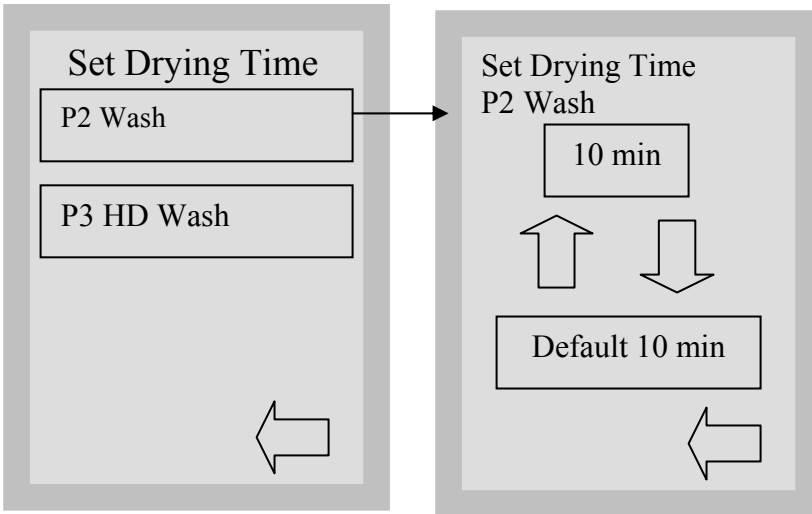 Set Drying Time
P2 Wash
P3 HD Wash
Set Drying Time
P2 Wash
10 min
Default 10 min